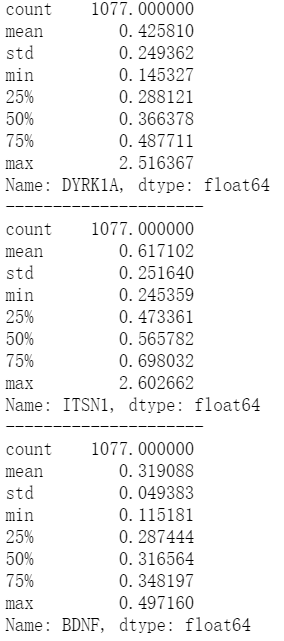 count    1077.000000
mean        0.425810
std         0.249362
min         0.145327
25%         0.288121
50%         0.366378
75%         0.487711
max         2.516367
Name: DYRK1A, dtype: float64
---------------------
count    1077.000000
mean        0.617102
std         0.251640
min         0.245359
25%         0.473361
50%         0.565782
75%         0.698032
max         2.602662
Name: ITSN1, dtype: float64
---------------------
count    1077.000000
mean        0.319088
std         0.049383
min         0.115181
25%         0.287444
50%         0.316564
75%         0.348197
max         0.497160
Name: BDNF, dtype: float64